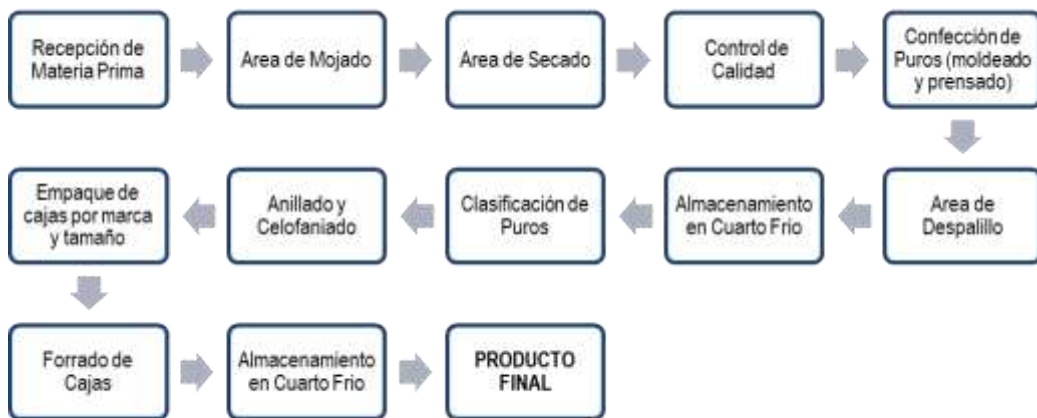 Recepción de
Materia Prima
Area de Mojado
Area de Secado
Control de
Calidad
Confección de
Puros (moldeado
y prensado)
Empaque de
cajas por marca
y tamaño
Anillado y
Celofaniado
Clasificación de
Puros
Almacenamiento
en Cuarto Frio
Area de
Despalillo
Forrado de
Cajas
Almacenamiento
en Cuarto Frio
PRODUCTO
FINAL